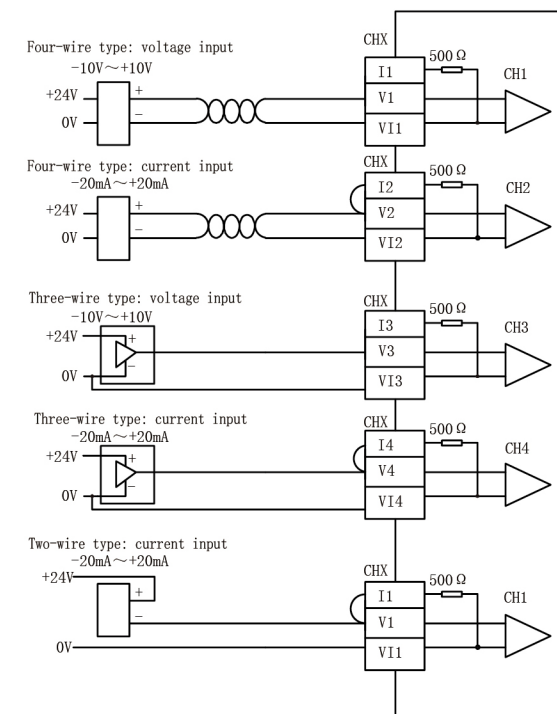 Four-wire type: voltage input
-10V～+10V
CHX
500Ω
CH1
+24V
+
0V
−
I1
V1
VI1
Four-wire type: current input
-20mA～+20mA
CHX
500Ω
CH2
+24V
+
0V
−
I2
V2
VI2
Three-wire type: voltage input
-10V～+10V
CHX
500Ω
CH3
+24V
+
0V
−
I3
V3
VI3
Three-wire type: current input
-20mA～+20mA
CHX
500Ω
CH4
+24V
+
0V
−
I4
V4
VI4
Two-wire type: current input
-20mA～+20mA
+24V
CHX
500Ω
CH1
+
−
0V
I1
V1
VI1